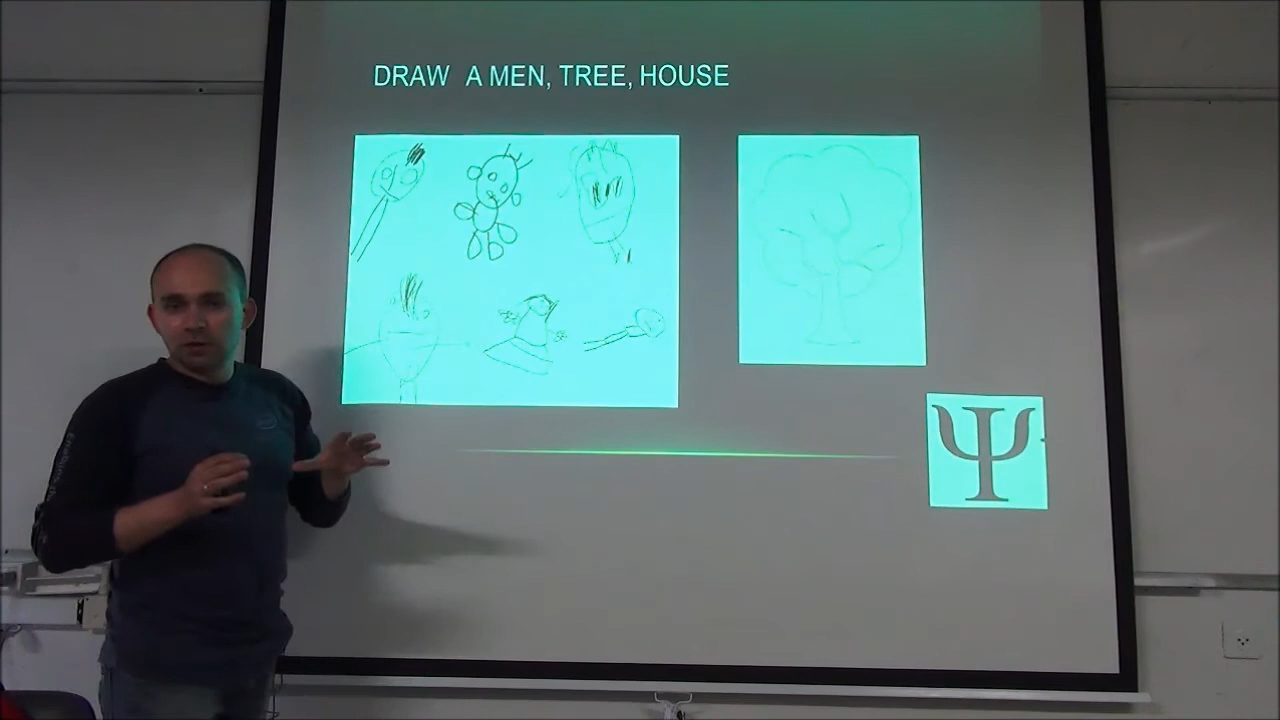 DRAW A MEN, TREE, HOUSE
Ψ